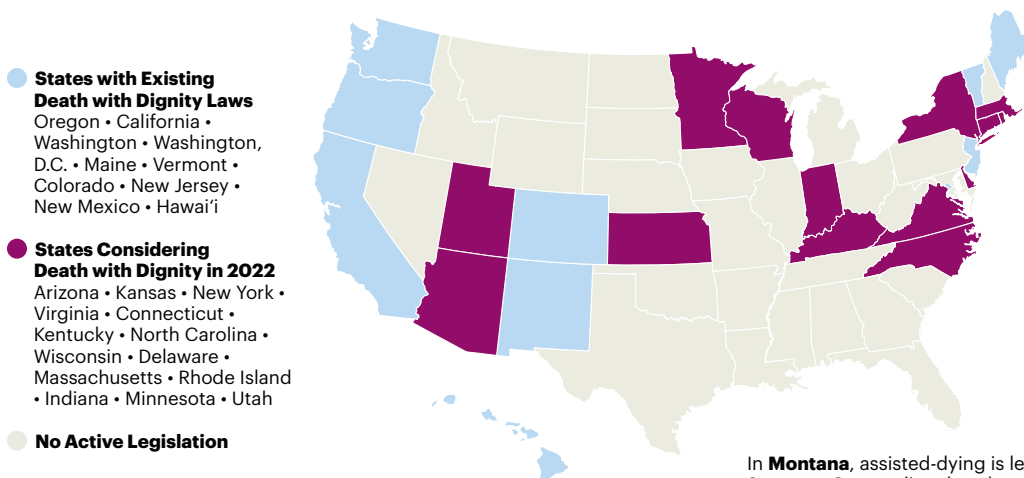 States with Existing
Death with Dignity Laws
Oregon • California •
Washington • Washington,
D.C. • Maine • Vermont •
Colorado • New Jersey •
New Mexico • Hawai‘i
States Considering
Death with Dignity in 2022
Arizona • Kansas • New York •
Virginia • Connecticut •
Kentucky • North Carolina •
Wisconsin • Delaware •
Massachusetts • Rhode Island
• Indiana • Minnesota • Utah
No Active Legislation
In Montana, assisted-dying is le